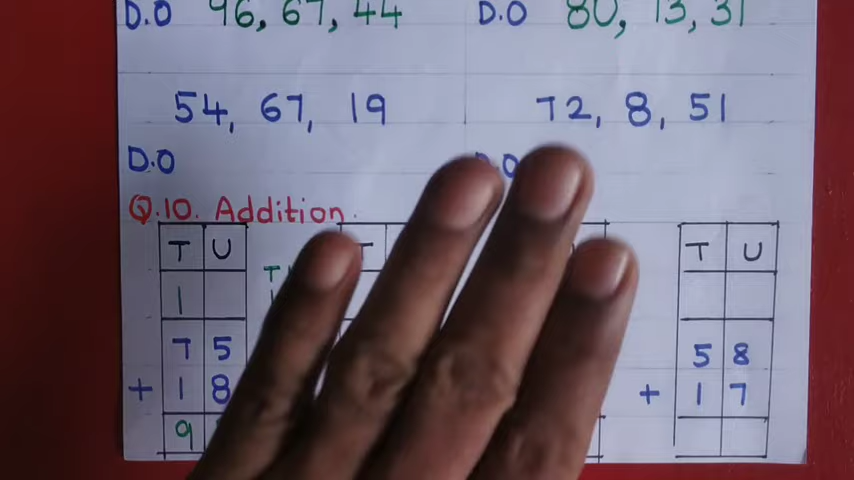 D.O 96, 67, 44 D.O 80, 13, 31
54, 67, 19 72, 8, 51
D.O
Q.10. Addition.
T U T T U
1
7 5 5 8
+ 1 8 + 1 7
9